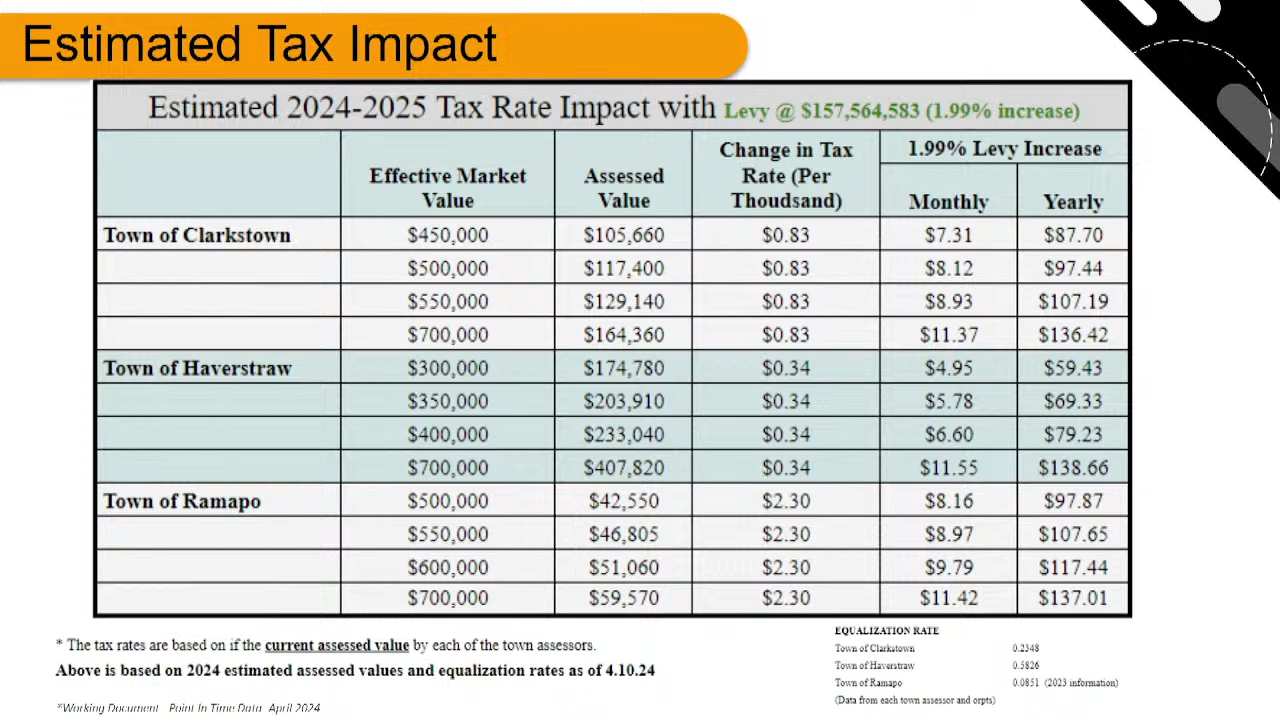 Estimated Tax Impact
Estimated 2024-2025 Tax Rate Impact with Levy @ $157,564,583 (1.99% increase)
Effective Market Value Assessed Value Change in Tax Rate (Per Thoudsand) 1.99% Levy Increase
Monthly Yearly
Town of Clarkstown $450,000 $105,660 $0.83 $7.31 $87.70
$500,000 $117,400 $0.83 $8.12 $97.44
$550,000 $129,140 $0.83 $8.93 $107.19
$700,000 $164,360 $0.83 $11.37 $136.42
Town of Haverstraw $300,000 $174,780 $0.34 $4.95 $59.43
$350,000 $203,910 $0.34 $5.78 $69.33
$400,000 $233,040 $0.34 $6.60 $79.23
$700,000 $407,820 $0.34 $11.55 $138.66
Town of Ramapo $500,000 $42,550 $2.30 $8.16 $97.87
$550,000 $46,805 $2.30 $8.97 $107.65
$600,000 $51,060 $2.30 $9.79 $117.44
$700,000 $59,570 $2.30 $11.42 $137.01
* The tax rates are based on if the current assessed value by each of the town assessors.
Above is based on 2024 estimated assessed values and equalization rates as of 4.10.24
*Working Document Point In Time Data April 2024
EQUALIZATION RATE
Town of Clarkstown 0.2348
Town of Haverstraw 0.5826
Town of Ramapo 0.0851 (2023 information)
(Data from each town assessor and orpts)